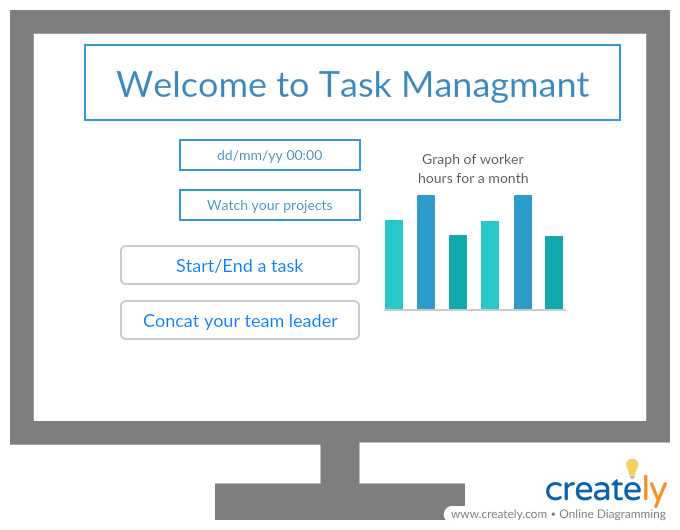 Welcome to Task Managmant
dd/mm/yy 00:00
Watch your projects
Graph of worker
hours for a month
Start/End a task
Concat your team leader
creately
www.creately.com • Online Diagramming